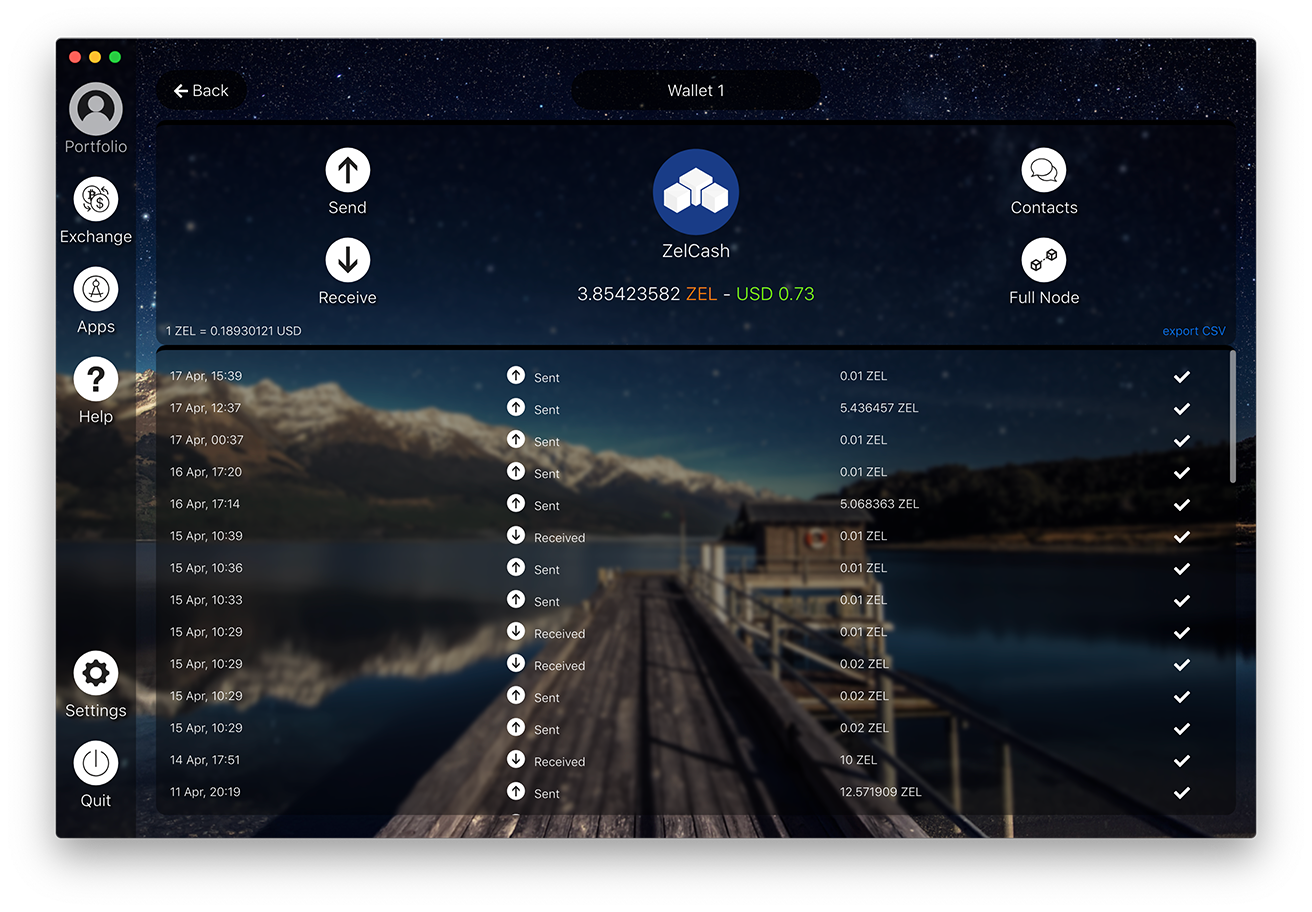 Back
Wallet 1
Portfolio
Exchange
Apps
Help
Settings
Quit
Send
Receive
ZelCash
3.85423582 ZEL - USD 0.73
Contacts
Full Node
1 ZEL = 0.18930121 USD
export CSV
17 Apr, 15:39 Sent 0.01 ZEL
17 Apr, 12:37 Sent 5.436457 ZEL
17 Apr, 00:37 Sent 0.01 ZEL
16 Apr, 17:20 Sent 0.01 ZEL
16 Apr, 17:14 Sent 5.068363 ZEL
15 Apr, 10:39 Received 0.01 ZEL
15 Apr, 10:36 Sent 0.01 ZEL
15 Apr, 10:33 Sent 0.01 ZEL
15 Apr, 10:29 Received 0.01 ZEL
15 Apr, 10:29 Received 0.02 ZEL
15 Apr, 10:29 Sent 0.02 ZEL
15 Apr, 10:29 Sent 0.02 ZEL
14 Apr, 17:51 Received 10 ZEL
11 Apr, 20:19 Sent 12.571909 ZEL